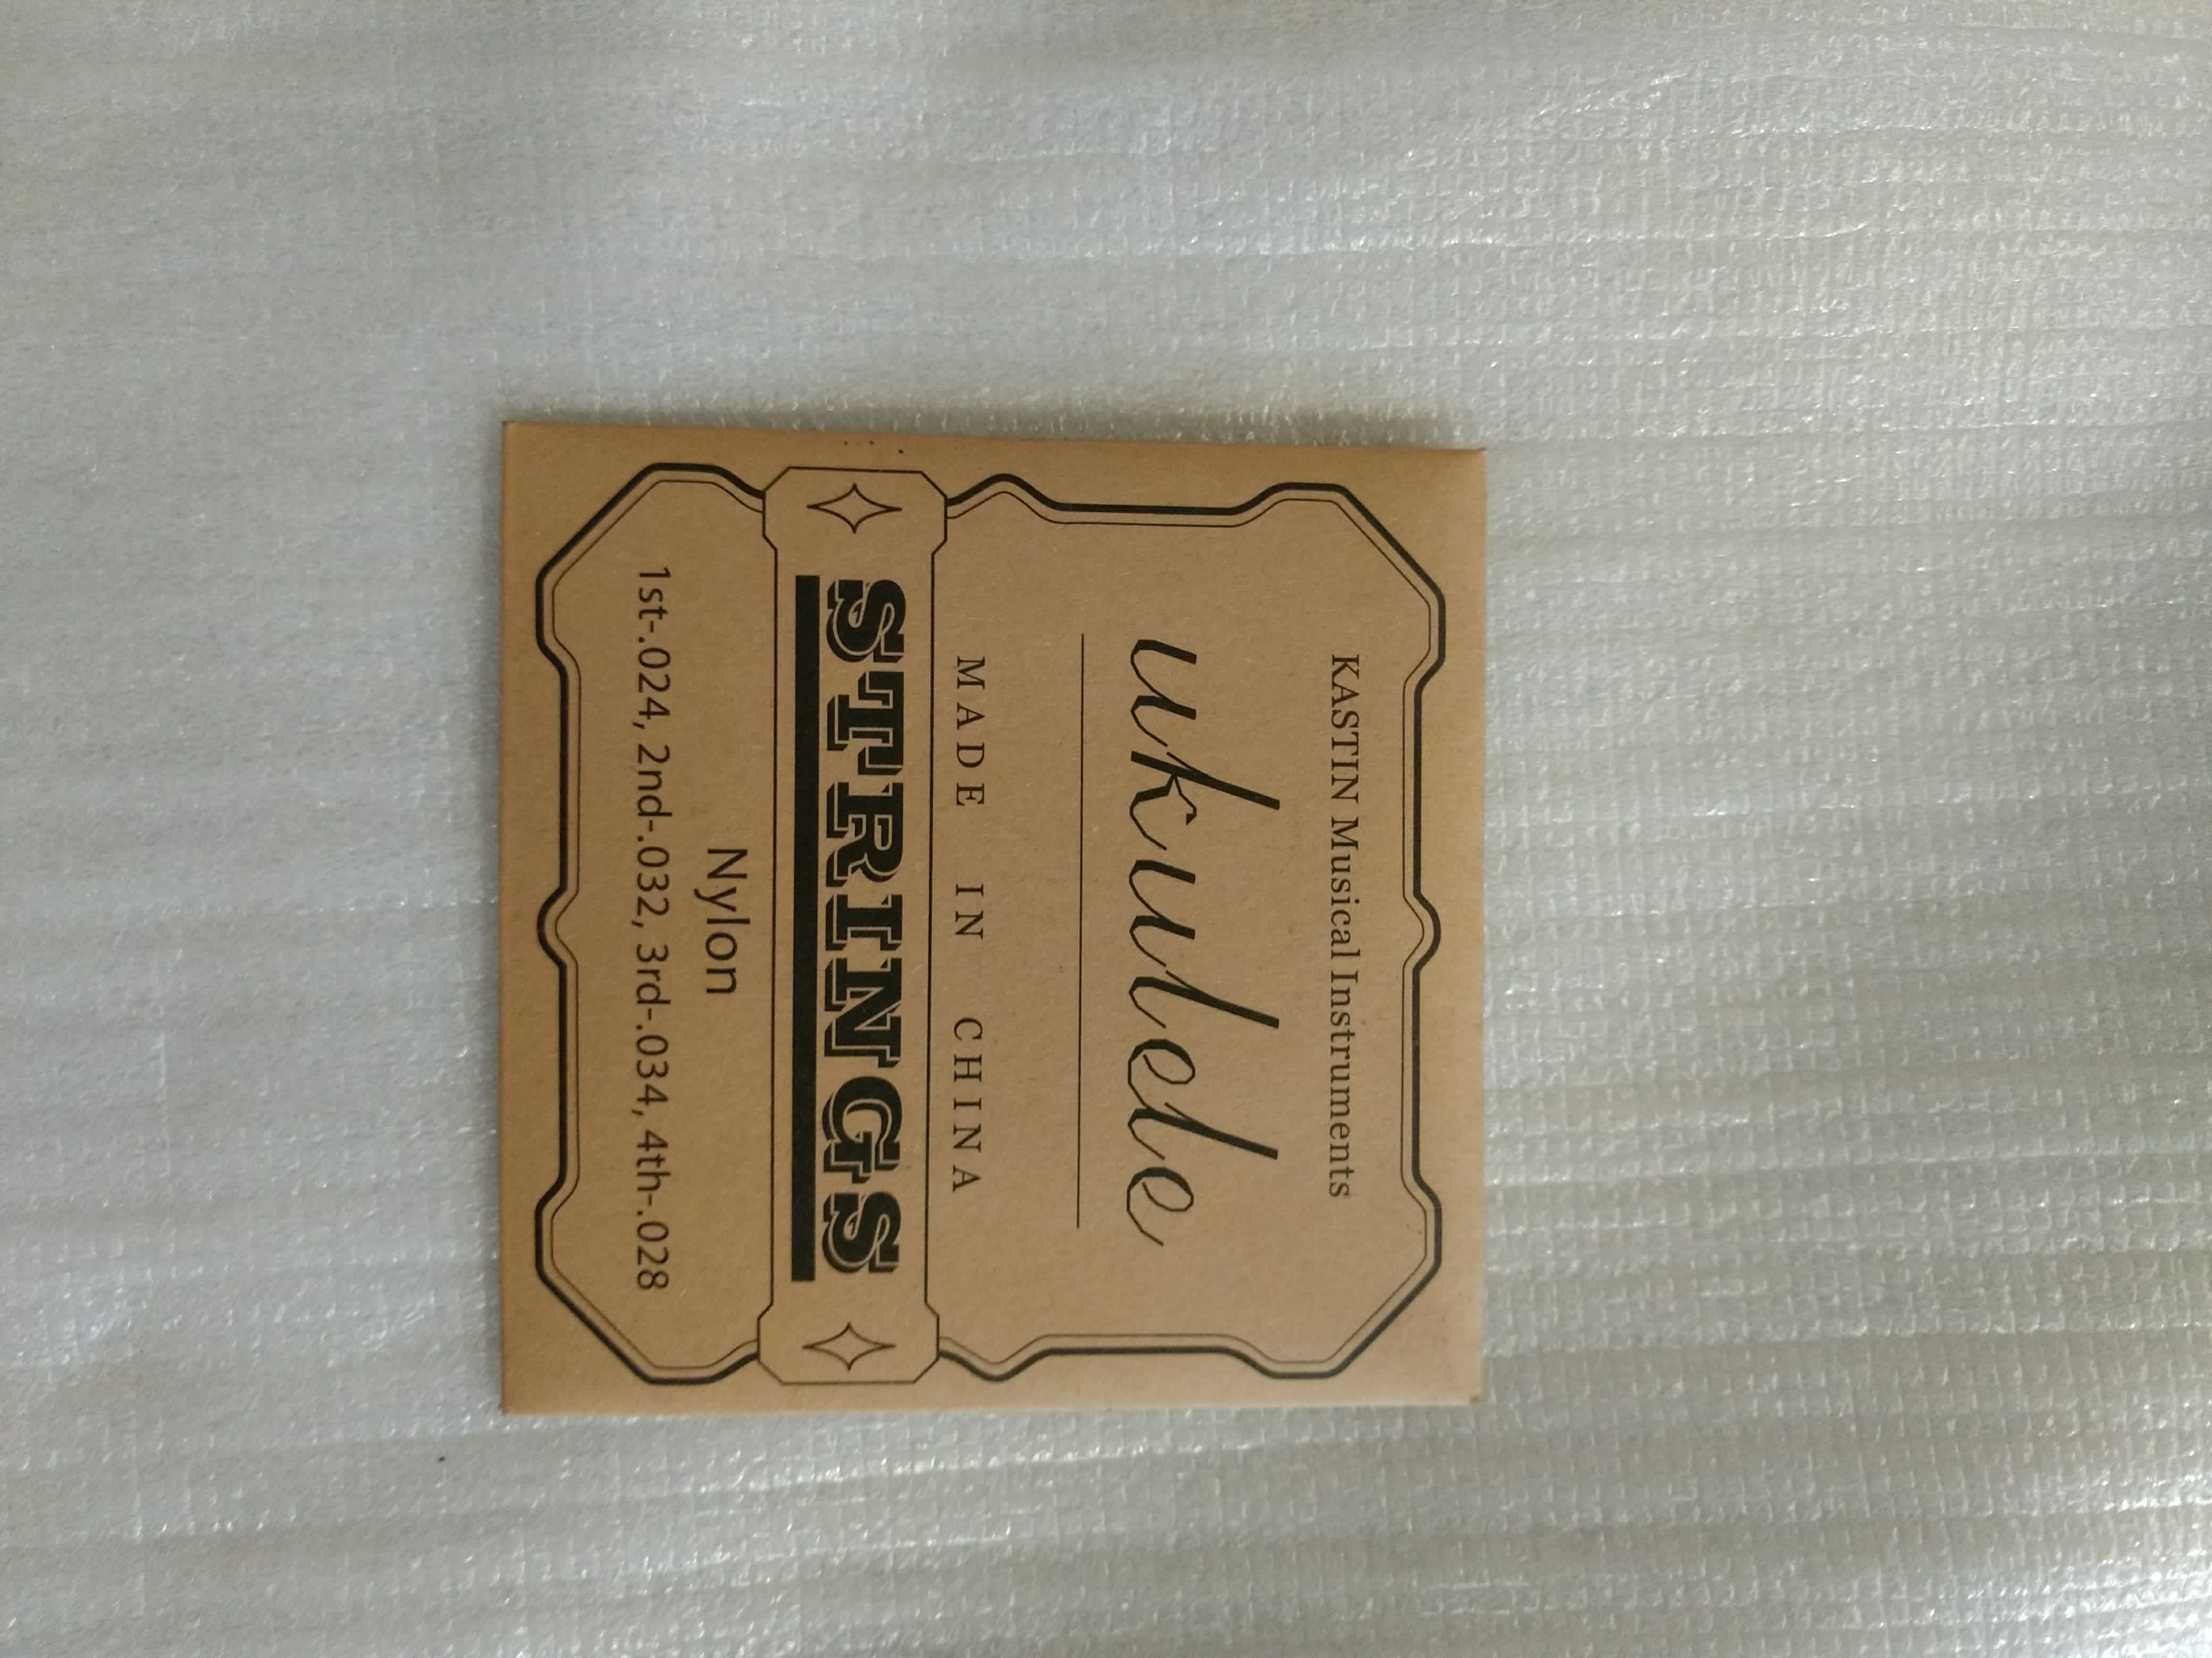 KASTIN Musical Instruments
ukulele
MADE IN CHINA
STRINGS
Nylon
1st-.024, 2nd-.032, 3rd-.034, 4th-.028